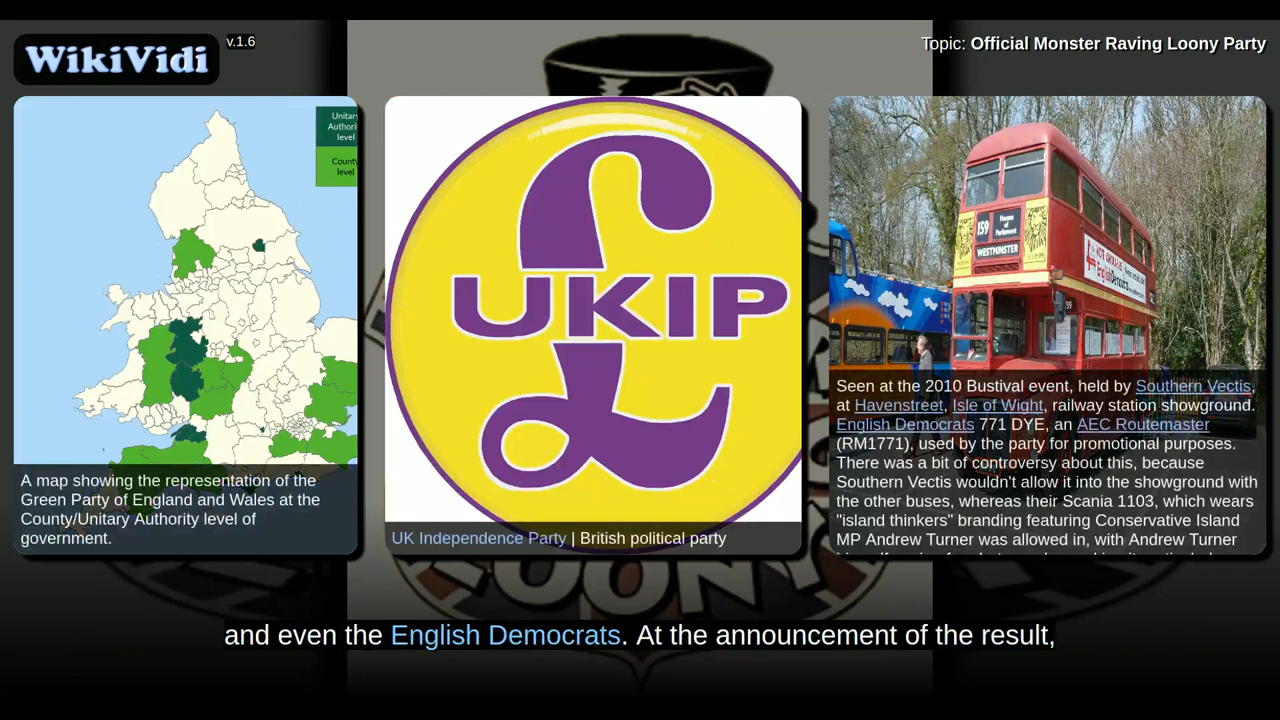 WikiVidi
v.1.6
Topic: Official Monster Raving Loony Party
Unitar
Authori
level
County
level
A map showing the representation of the
Green Party of England and Wales at the
County/Unitary Authority level of
government.
UKIP
UK Independence Party | British political party
159
Houses
of
Parliament
WESTMINSTER
Seen at the 2010 Bustival event, held by Southern Vectis,
at Havenstreet, Isle of Wight, railway station showground.
English Democrats 771 DYE, an AEC Routemaster
(RM1771), used by the party for promotional purposes.
There was a bit of controversy about this, because
Southern Vectis wouldn't allow it into the showground with
the other buses, whereas their Scania 1103, which wears
"island thinkers" branding featuring Conservative Island
MP Andrew Turner was allowed in, with Andrew Turner
LOONY
and even the English Democrats. At the announcement of the result,